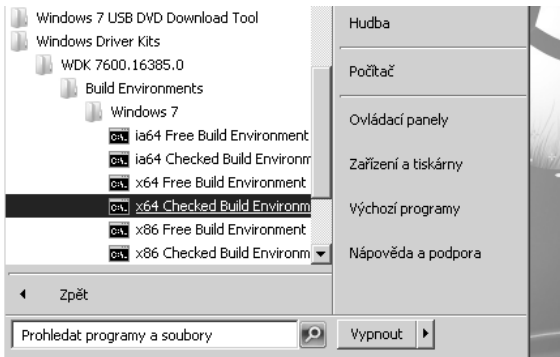 Windows 7 USB DVD Download Tool
Windows Driver Kits
WDK 7600.16385.0
Build Environments
Windows 7
ia64 Free Build Environment
ia64 Checked Build Environm
x64 Free Build Environment
x64 Checked Build Environm
x86 Free Build Environment
x86 Checked Build Environm
Zpět
Prohledat programy a soubory
Hudba
Počítač
Ovládací panely
Zařízení a tiskárny
Výchozí programy
Nápověda a podpora
Vypnout